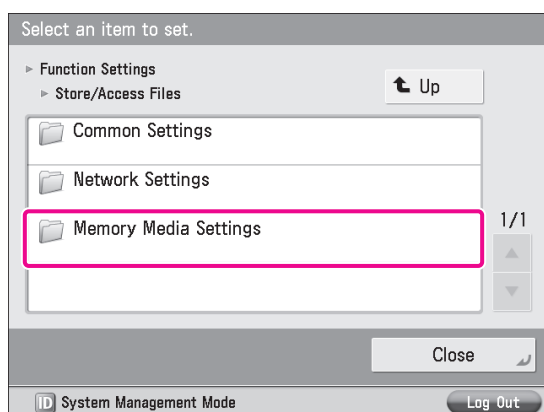 Select an item to set.
Function Settings
Store/Access Files
Up
Common Settings
Network Settings
Memory Media Settings
1/1
Close
ID System Management Mode
Log Out